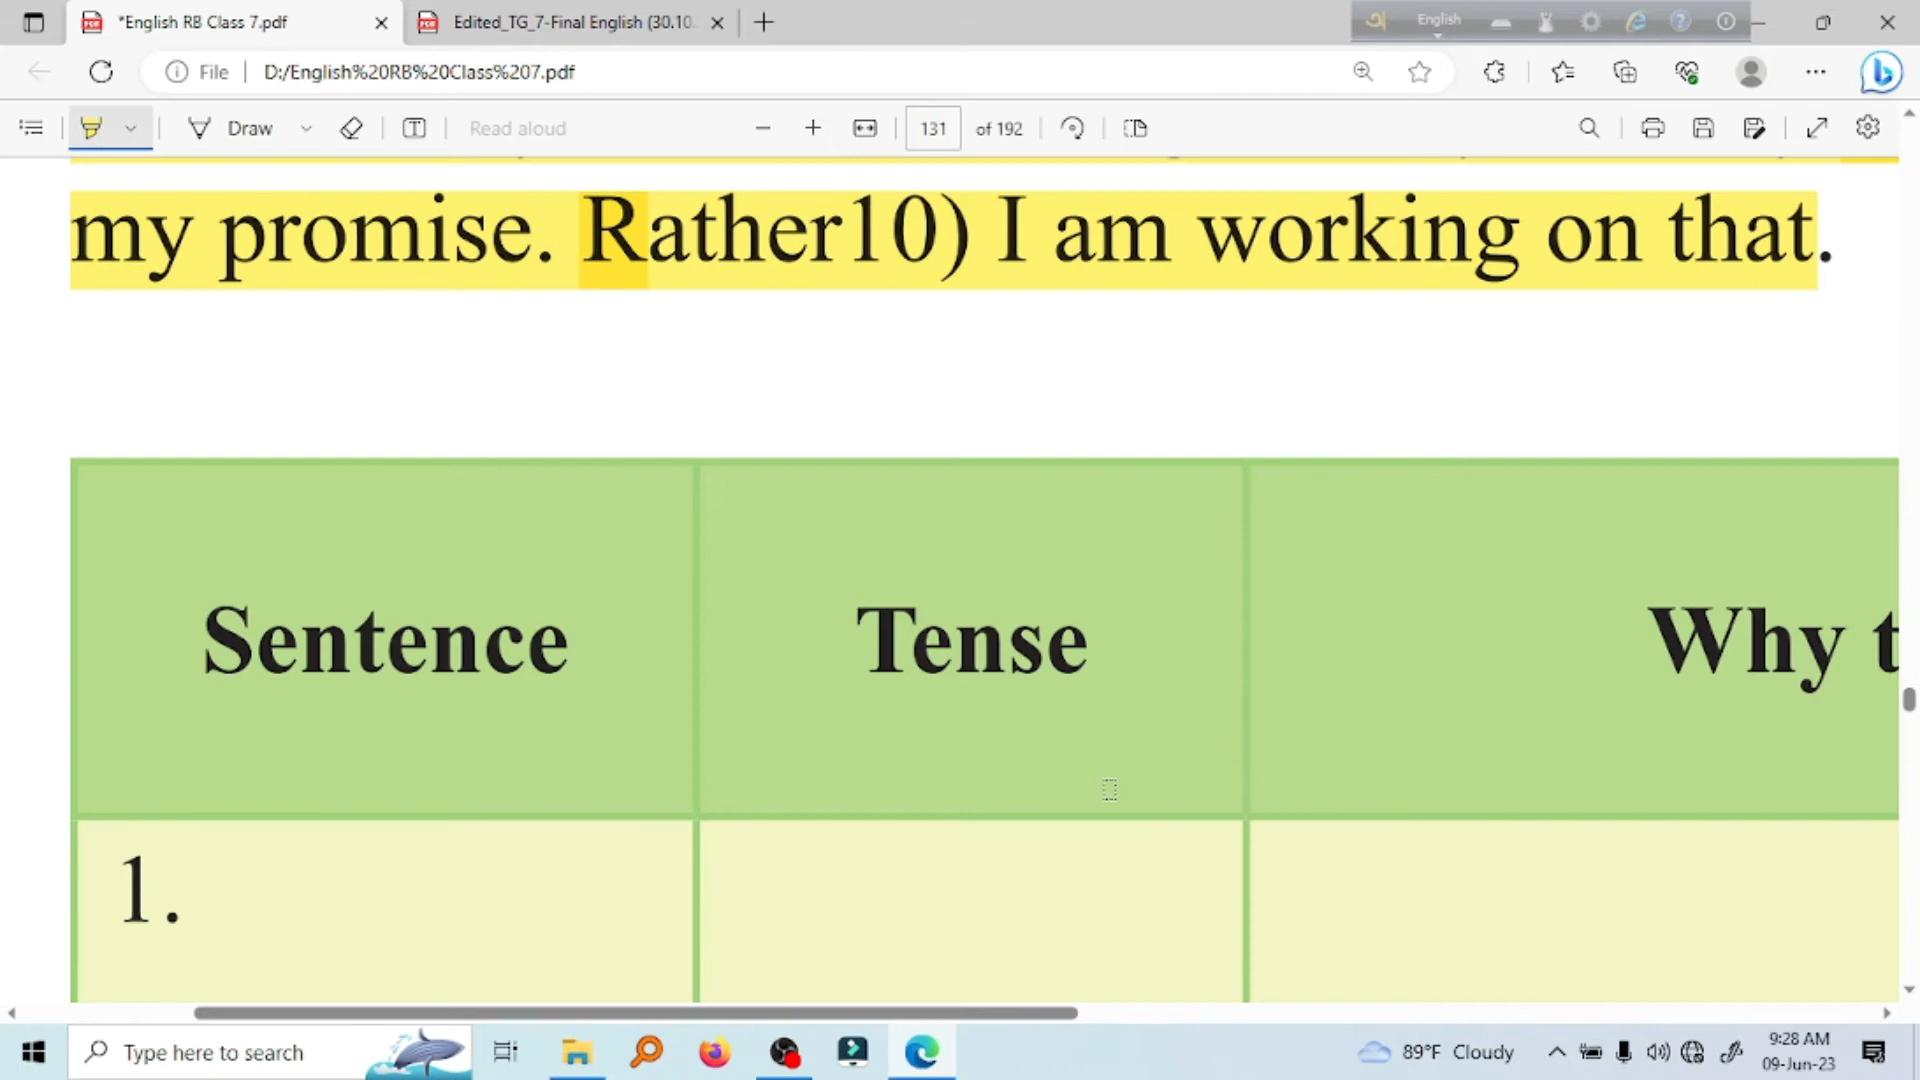 *English RB Class 7.pdf
Edited_TG_7-Final English (30.10.
English
File
D:/English%20RB%20Class%207.pdf
Draw
Read aloud
131
of 192
my promise. Rather10) I am working on that.
Sentence
Tense
Why t
1.
Type here to search
89°F Cloudy
9:28 AM
09-Jun-23